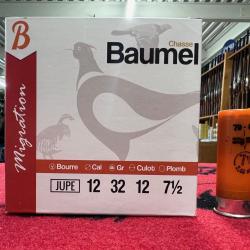 B
Chasse
Baumel
Migration
Bourre Cal Gr Culot Plomb
JUPE 12 32 12 7½